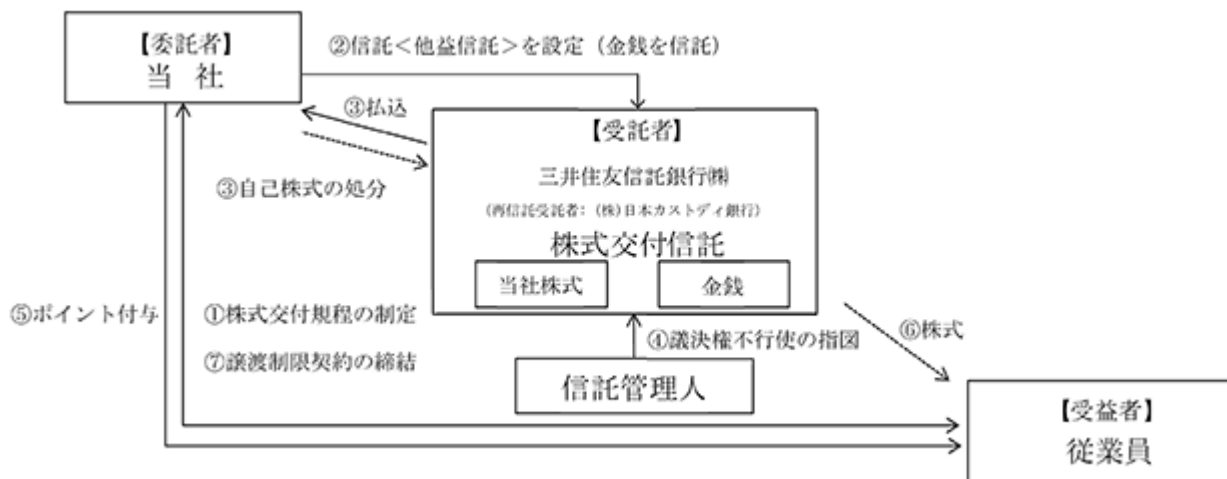 【委託者】
当 社
②信託<他益信託>を設定(金銭を信託)
③払込
③自己株式の処分
【受託者】
三井住友信託銀行㈱
(再信託受託者:(株)日本カストディ銀行)
株式交付信託
当社株式
金銭
⑤ポイント付与
①株式交付規程の制定
⑦譲渡制限契約の締結
④議決権不行使の指図
⑥株式
信託管理人
【受益者】
従業員